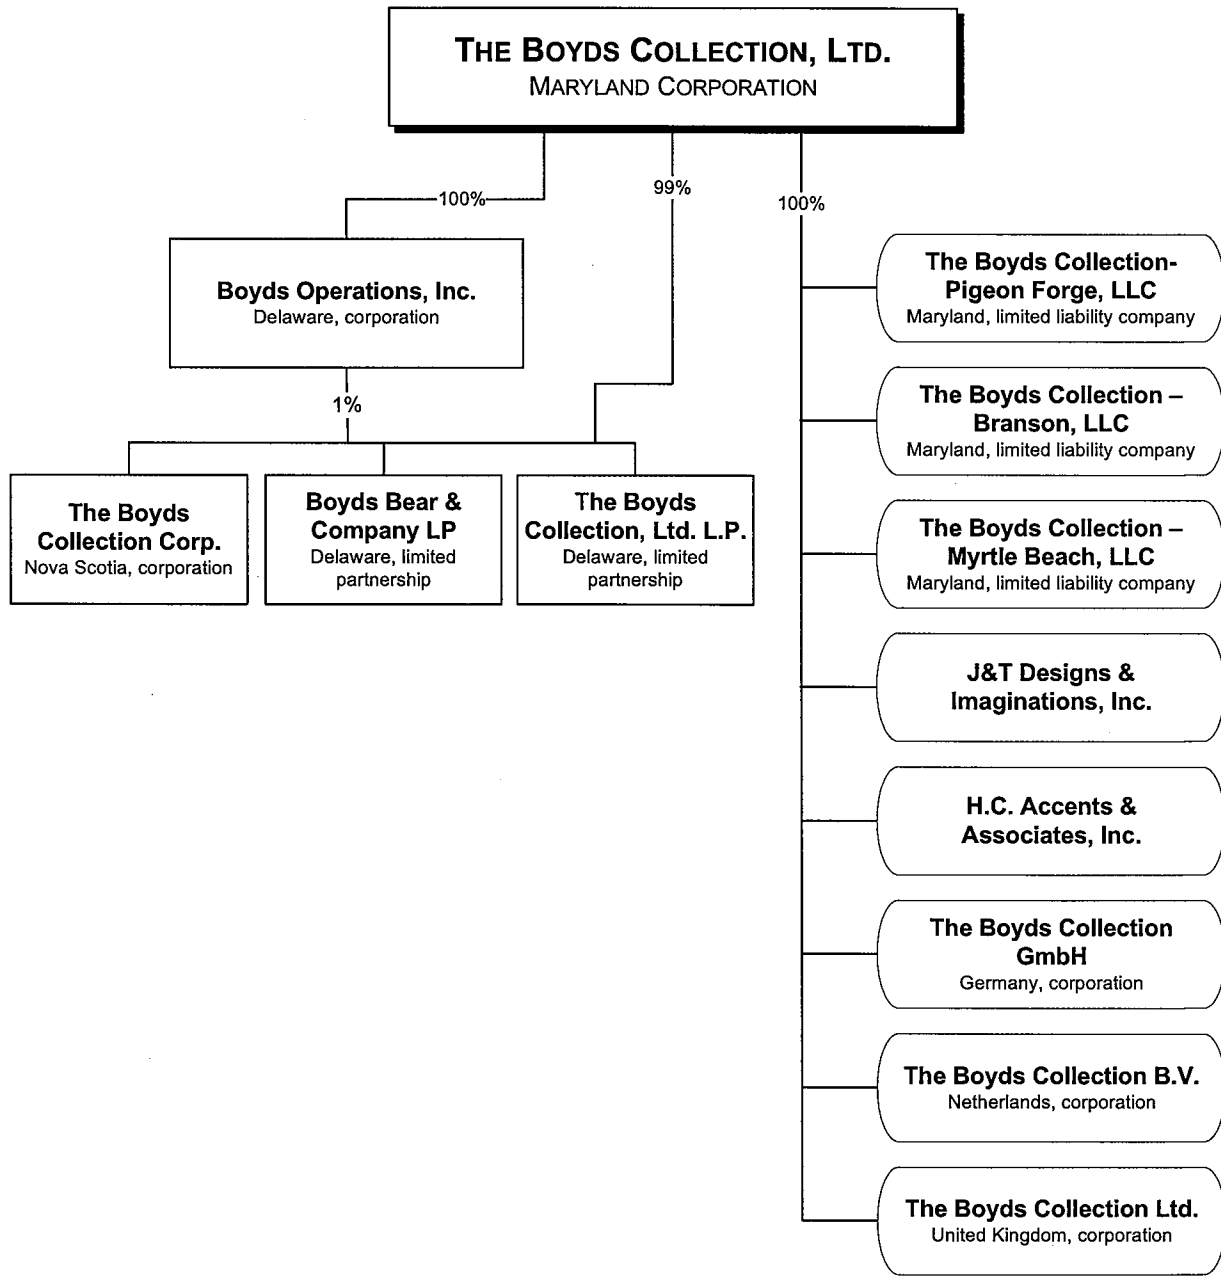 THE BOYDS COLLECTION, LTD.
MARYLAND CORPORATION
100%
99%
100%
Boyds Operations, Inc.
Delaware, corporation
1%
The Boyds
Collection Corp.
Nova Scotia, corporation
Boyds Bear &
Company LP
Delaware, limited
partnership
The Boyds
Collection, Ltd. L.P.
Delaware, limited
partnership
The Boyds Collection-
Pigeon Forge, LLC
Maryland, limited liability company
The Boyds Collection –
Branson, LLC
Maryland, limited liability company
The Boyds Collection –
Myrtle Beach, LLC
Maryland, limited liability company
J&T Designs &
Imaginations, Inc.
H.C. Accents &
Associates, Inc.
The Boyds Collection
GmbH
Germany, corporation
The Boyds Collection B.V.
Netherlands, corporation
The Boyds Collection Ltd.
United Kingdom, corporation